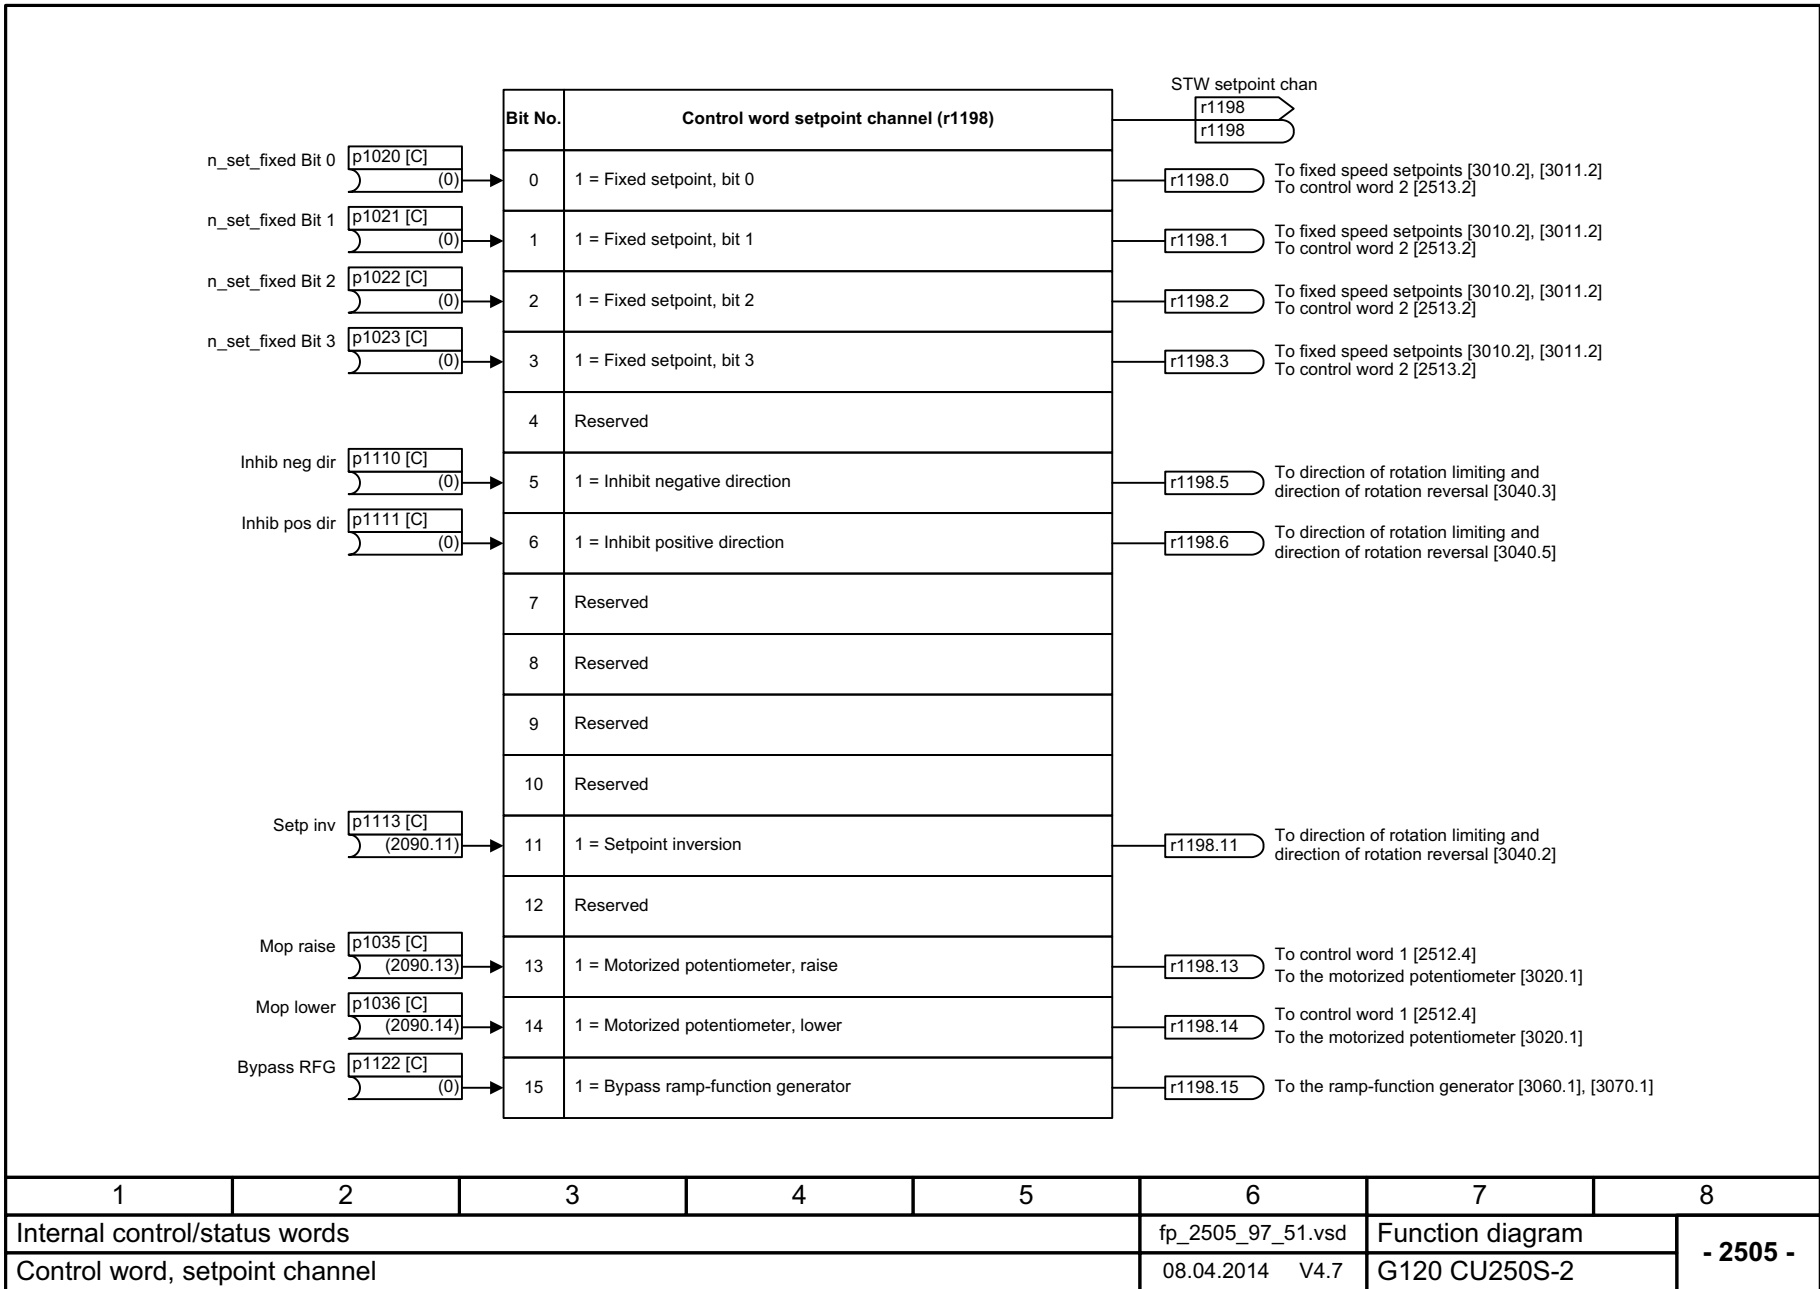 STW setpoint chan
Bit No. Control word setpoint channel (r1198) r1198
r1198
n_set_fixed Bit 0 p1020 [C]
(0) 0 1 = Fixed setpoint, bit 0 r1198.0 To fixed speed setpoints [3010.2], [3011.2]
To control word 2 [2513.2]
n_set_fixed Bit 1 p1021 [C]
(0) 1 1 = Fixed setpoint, bit 1 r1198.1 To fixed speed setpoints [3010.2], [3011.2]
To control word 2 [2513.2]
n_set_fixed Bit 2 p1022 [C]
(0) 2 1 = Fixed setpoint, bit 2 r1198.2 To fixed speed setpoints [3010.2], [3011.2]
To control word 2 [2513.2]
n_set_fixed Bit 3 p1023 [C]
(0) 3 1 = Fixed setpoint, bit 3 r1198.3 To fixed speed setpoints [3010.2], [3011.2]
To control word 2 [2513.2]
4 Reserved
Inhib neg dir p1110 [C]
(0) 5 1 = Inhibit negative direction r1198.5 To direction of rotation limiting and
direction of rotation reversal [3040.3]
Inhib pos dir p1111 [C]
(0) 6 1 = Inhibit positive direction r1198.6 To direction of rotation limiting and
direction of rotation reversal [3040.5]
7 Reserved
8 Reserved
9 Reserved
10 Reserved
Setp inv p1113 [C]
(2090.11) 11 1 = Setpoint inversion r1198.11 To direction of rotation limiting and
direction of rotation reversal [3040.2]
12 Reserved
Mop raise p1035 [C]
(2090.13) 13 1 = Motorized potentiometer, raise r1198.13 To control word 1 [2512.4]
To the motorized potentiometer [3020.1]
Mop lower p1036 [C]
(2090.14) 14 1 = Motorized potentiometer, lower r1198.14 To control word 1 [2512.4]
To the motorized potentiometer [3020.1]
Bypass RFG p1122 [C]
(0) 15 1 = Bypass ramp-function generator r1198.15 To the ramp-function generator [3060.1], [3070.1]
1 2 3 4 5 6 7 8
Internal control/status words fp_2505_97_51.vsd Function diagram - 2505 -
Control word, setpoint channel 08.04.2014 V4.7 G120 CU250S-2